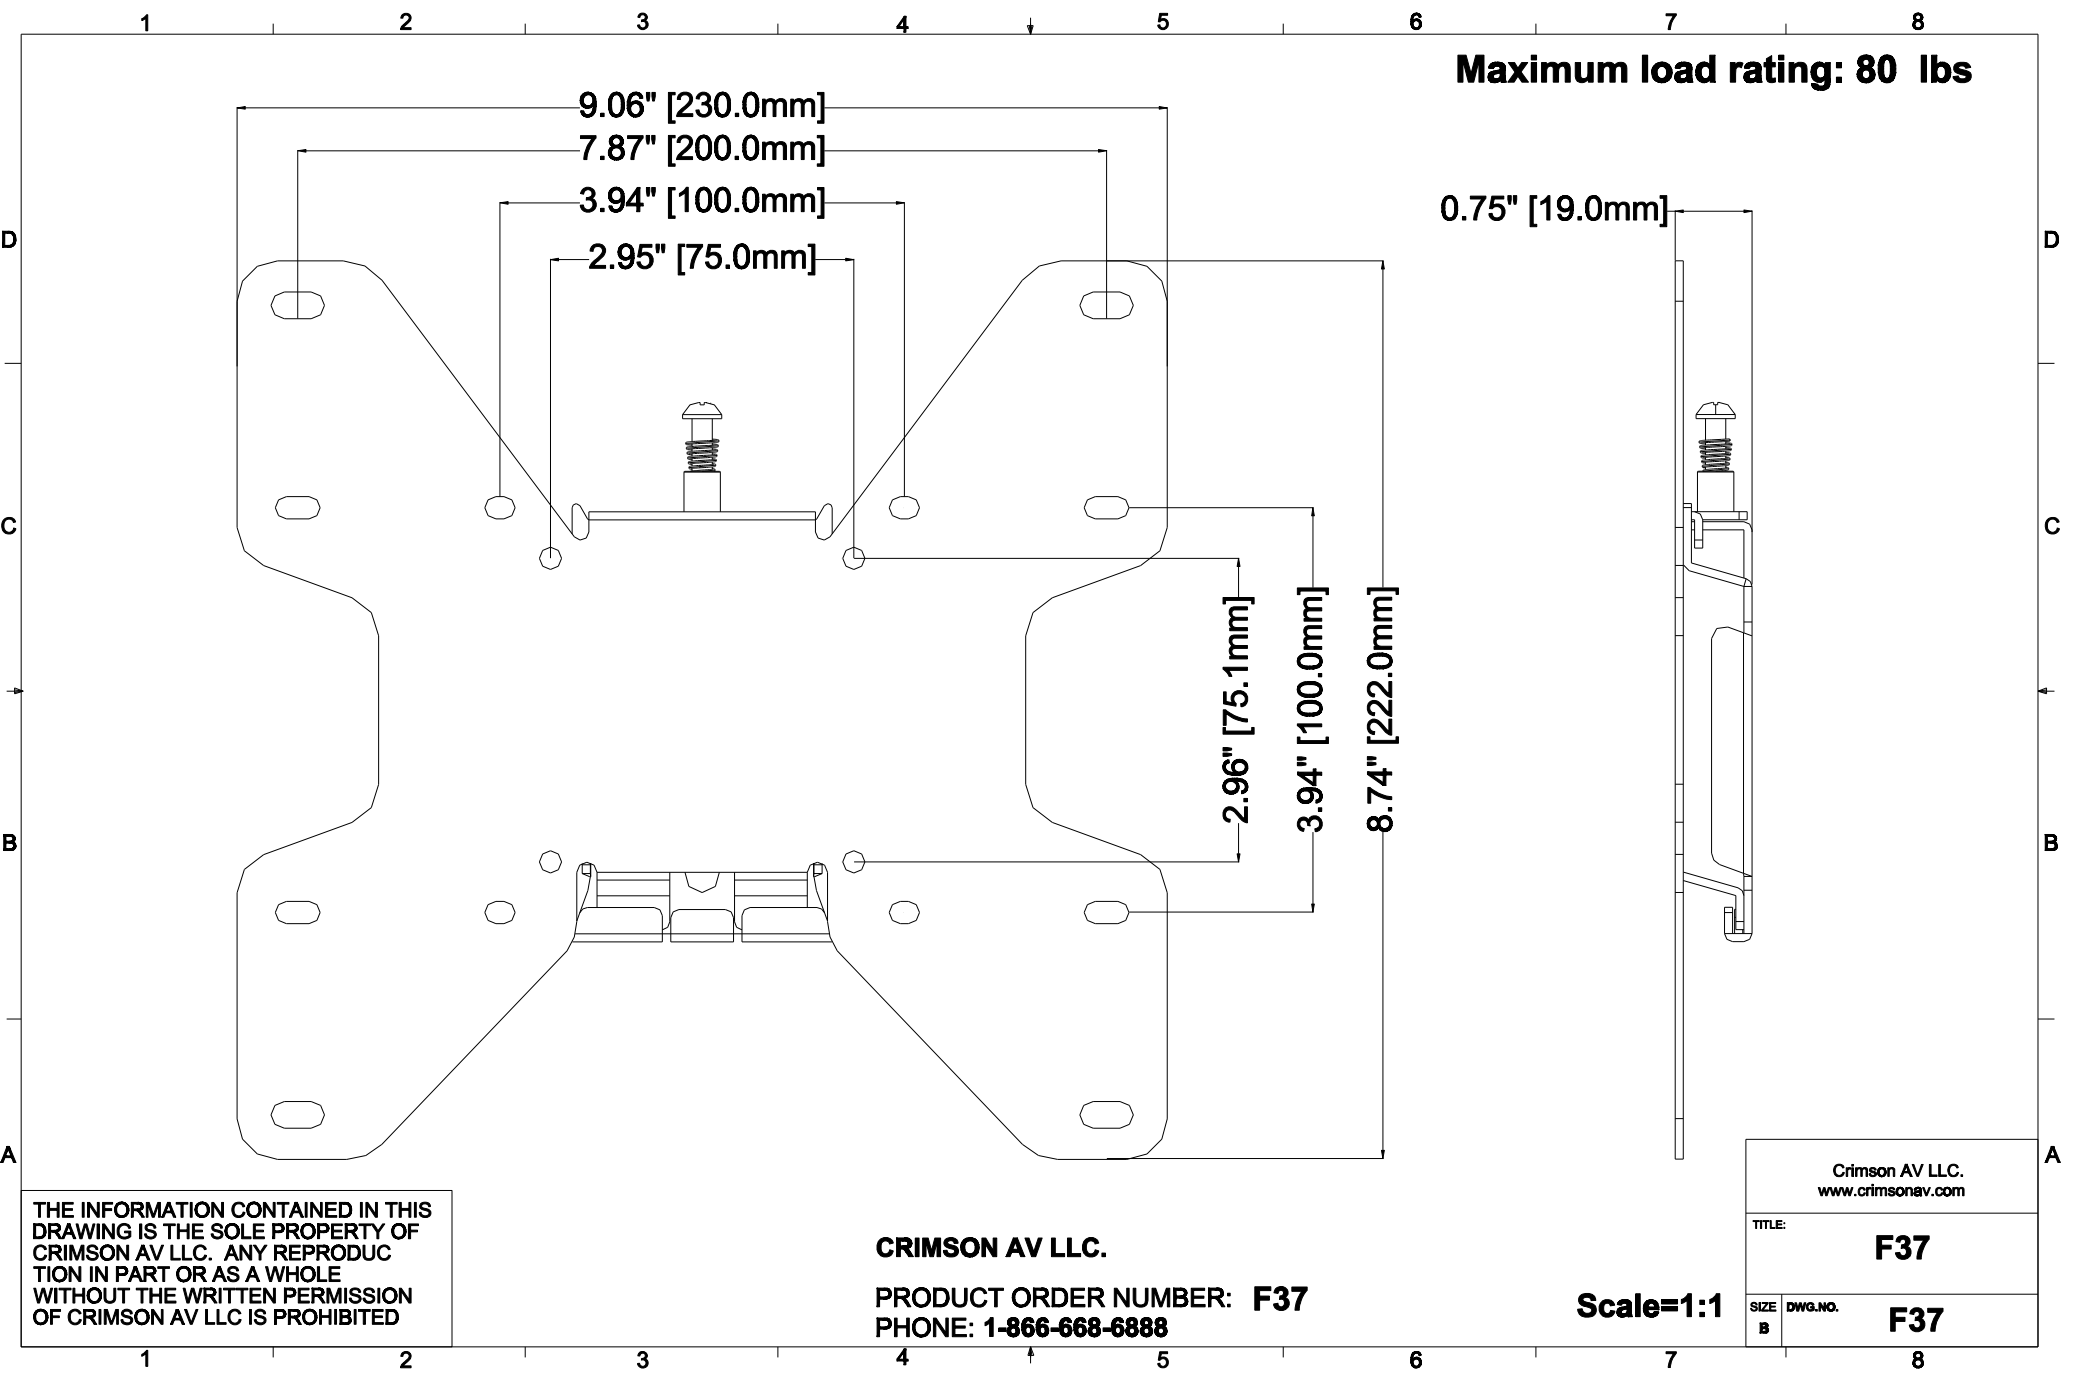 1 2 3 4 5 6 7 8
Maximum load rating: 80 lbs
9.06" [230.0mm]
7.87" [200.0mm]
3.94" [100.0mm]
2.95" [75.0mm]
0.75" [19.0mm]
D D
C C
2.96" [75.1mm]
3.94" [100.0mm]
8.74" [222.0mm]
B B
A A
THE INFORMATION CONTAINED IN THIS
DRAWING IS THE SOLE PROPERTY OF
CRIMSON AV LLC. ANY REPRODUC
TION IN PART OR AS A WHOLE
WITHOUT THE WRITTEN PERMISSION
OF CRIMSON AV LLC IS PROHIBITED
CRIMSON AV LLC.
PRODUCT ORDER NUMBER: F37
PHONE: 1-866-668-6888
Scale=1:1
Crimson AV LLC.
www.crimsonav.com
TITLE:
F37
SIZE
B
DWG.NO.
F37
1 2 3 4 5 6 7 8